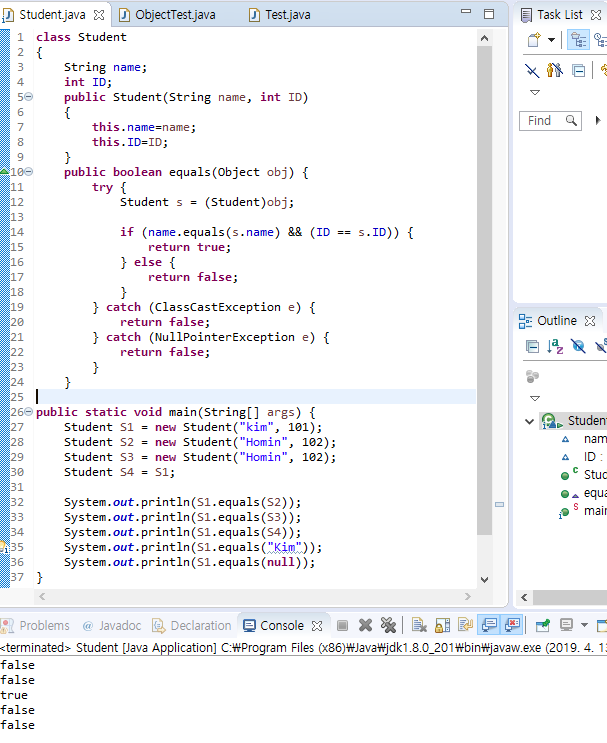 Student.java ObjectTest.java Test.java
1 class Student
2 {
3 String name;
4 int ID;
5 public Student(String name, int ID)
6 {
7 this.name=name;
8 this.ID=ID;
9 }
10 public boolean equals(Object obj) {
11 try {
12 Student s = (Student)obj;
13
14 if (name.equals(s.name) && (ID == s.ID)) {
15 return true;
16 } else {
17 return false;
18 }
19 } catch (ClassCastException e) {
20 return false;
21 } catch (NullPointerException e) {
22 return false;
23 }
24 }
25
26 public static void main(String[] args) {
27 Student S1 = new Student("kim", 101);
28 Student S2 = new Student("Homin", 102);
29 Student S3 = new Student("Homin", 102);
30 Student S4 = S1;
31
32 System.out.println(S1.equals(S2));
33 System.out.println(S1.equals(S3));
34 System.out.println(S1.equals(S4));
35 System.out.println(S1.equals("Kim"));
36 System.out.println(S1.equals(null));
37 }
Task List
Find
Outline
Studen
nam
ID :
Stud
equa
mair
Problems @ Javadoc Declaration Console
<terminated> Student [Java Application] C:₩Program Files (x86)₩Java₩jdk1.8.0_201₩bin₩javaw.exe (2019. 4. 13
false
false
true
false
false